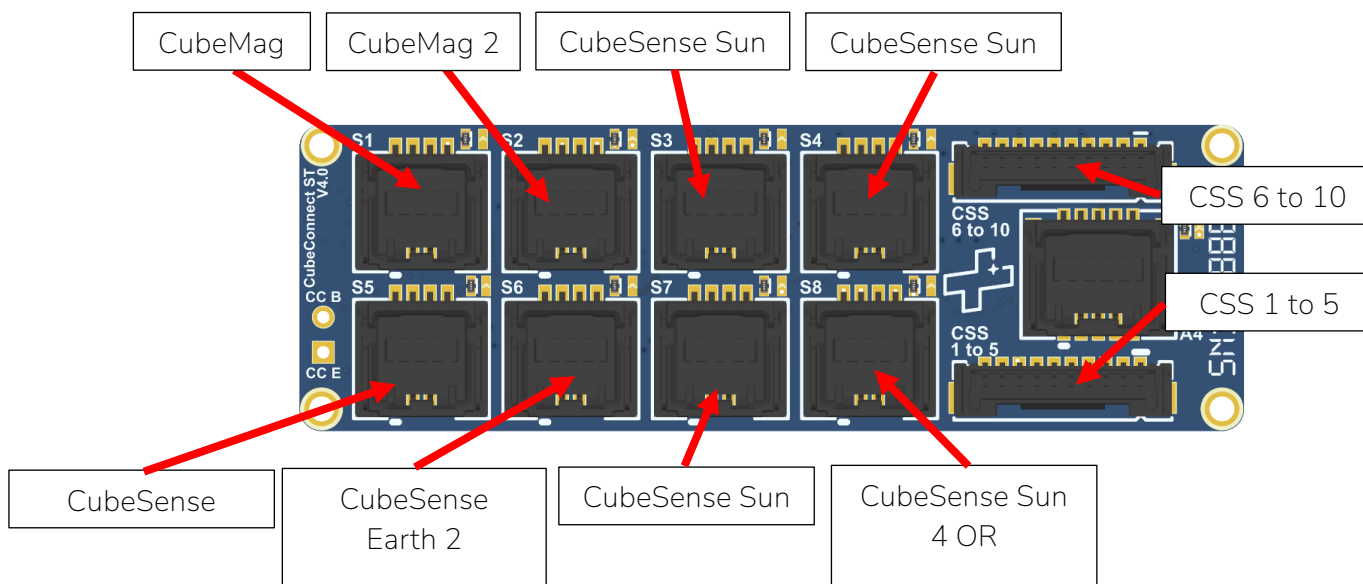 CubeMag
CubeMag 2
CubeSense Sun
CubeSense Sun
S1
S2
S3
S4
CubeConnect ST
V4.0
CSS
6 to 10
CSS 6 to 10
CC B
S5
S6
S7
S8
CSS 1 to 5
CSS
1 to 5
A4
CC E
CubeSense
CubeSense
Earth 2
CubeSense Sun
CubeSense Sun
4 OR